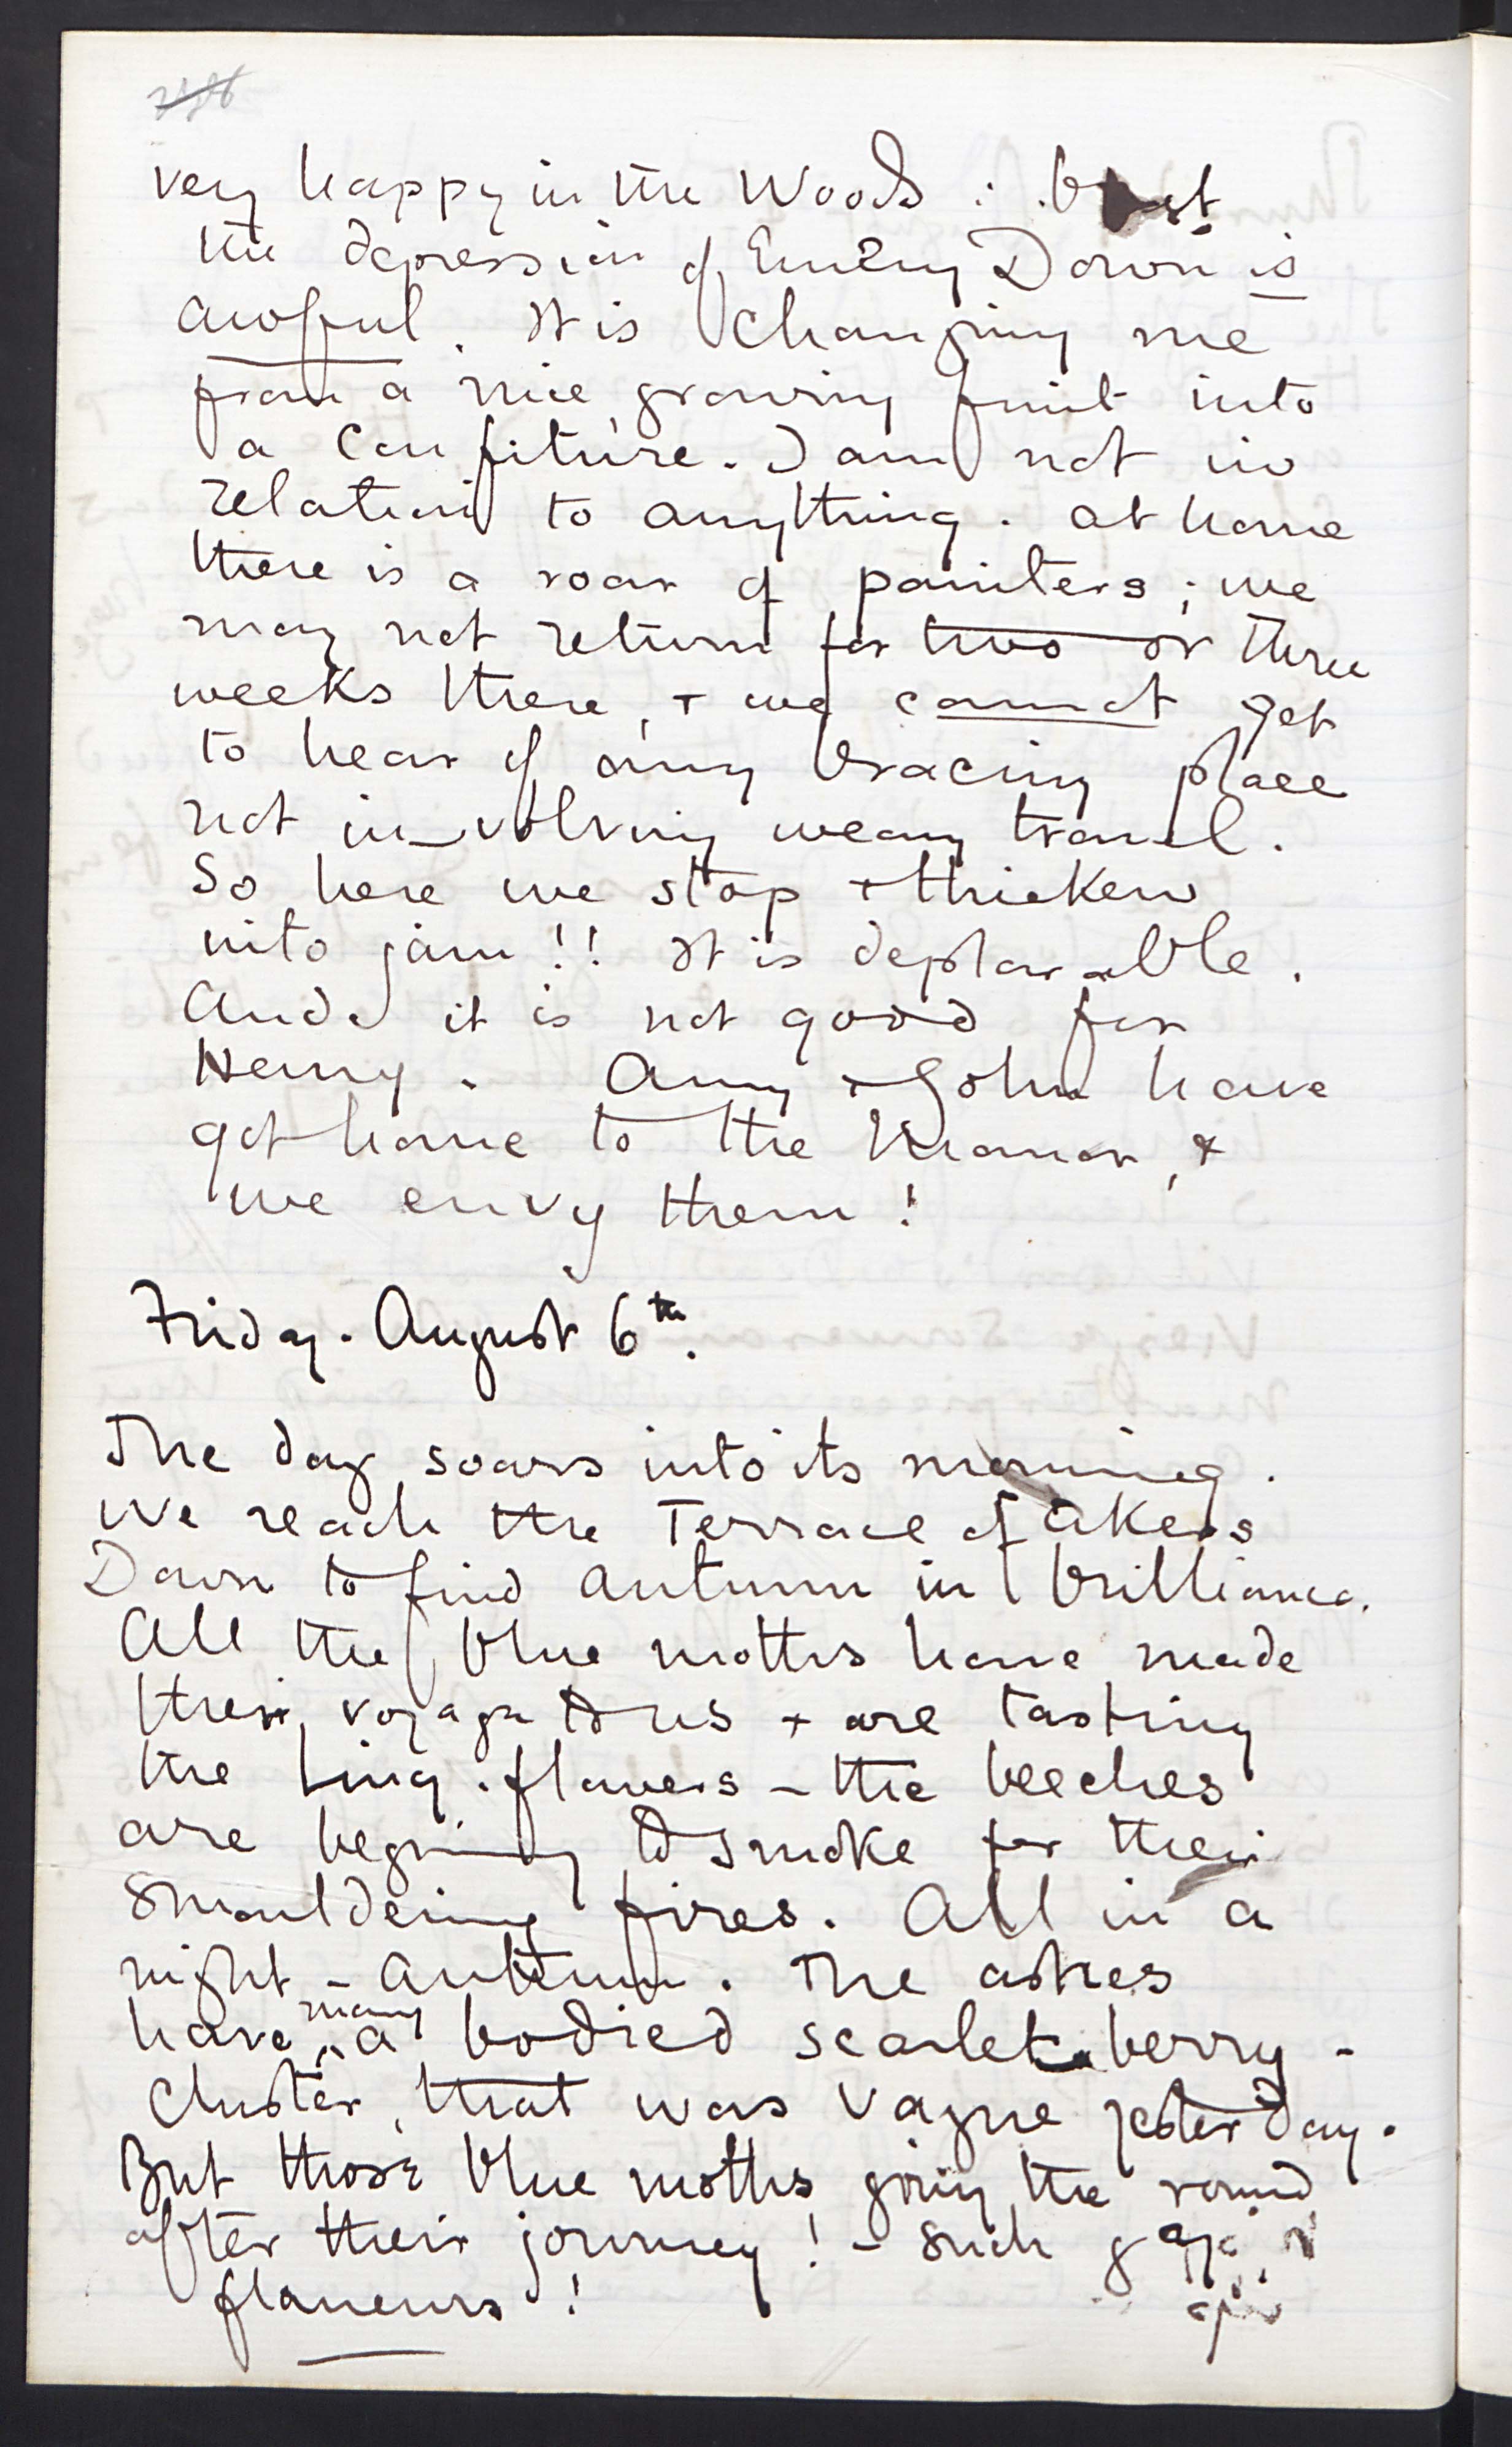 very happy in the Woods : but
the depression of Emery Down is
awful. It is changing me
from a nice growing fruit into
a Confiture. I am not in
relation to anything. At home
there is a roar of painters; we
may not return for two or three
weeks there, + we cannot get
to hear of any bracing place
not in-volving weary travel.
So here we stop + thicken
into jam!! It is deplorable.
And it is not good for
Henry. Amy + John have
got home to the Manor, &
we envy them!
Friday. August 6th.
The day soars into its morning.
We reach the Terrace of Akers
Down to find autumn in brilliance.
All the blue moths have made
their voyage to us + are tasting
the Ling-flowers - the beeches
are begining to smoke for their
smouldering fires. All in a
night - Autumn. The ashes
have many a bodied scarlet berry-
cluster, that was vague yesterday.
But those blue moths going the round
after their journey! - Such
flaneurs!